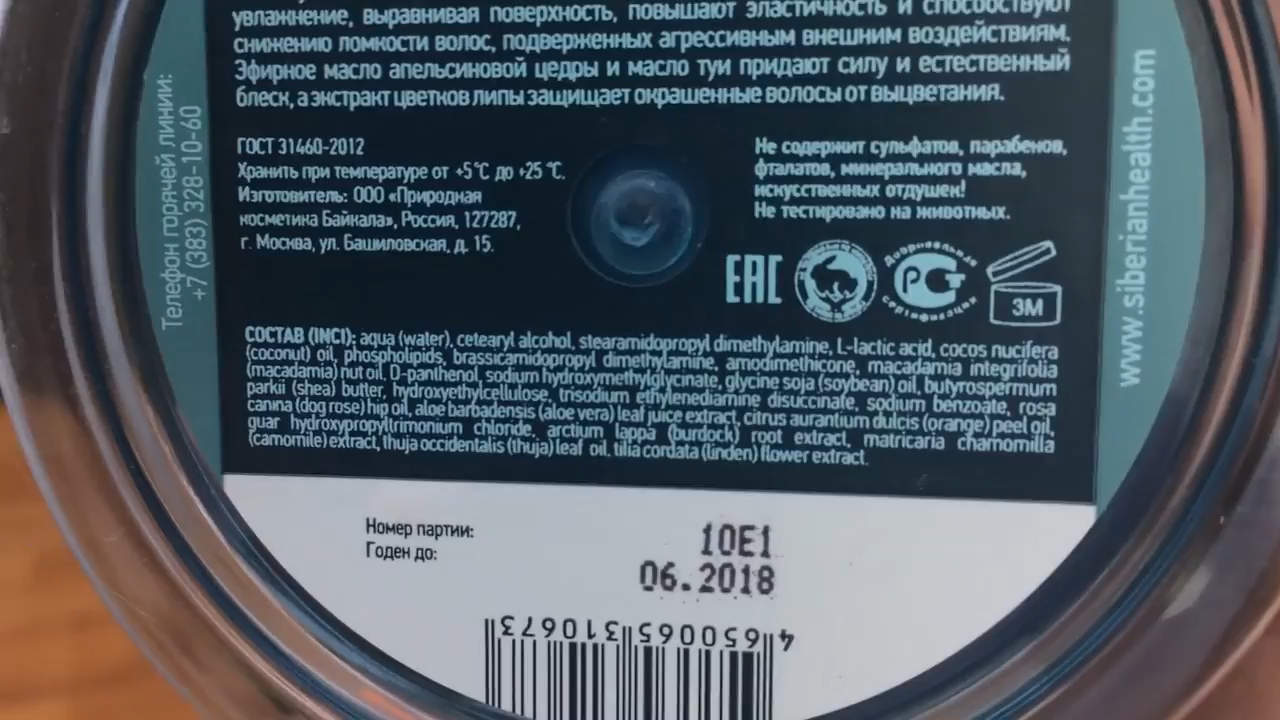 увлажнение, выравнивая поверхность, повышают эластичность и способствуют
снижению ломкости волос, подверженных агрессивным внешним воздействиям.
Эфирное масло апельсиновой цедры и масло туи придают силу и естественный
блеск, а экстракт цветков липы защищает окрашенные волосы от выцветания.
Телефон горячей линии:
+7 (383) 328-10-60
ГОСТ 31460-2012
Хранить при температуре от +5°C до +25 °C.
Изготовитель: ООО «Природная
косметика Байкала», Россия, 127287,
г. Москва, ул. Башиловская, д. 15.
Не содержит сульфатов, парабенов,
фталатов, минерального масла,
искусственных отдушек!
Не тестировано на животных.
www.siberianhealth.com
EAC
Добровольная
РСТ
сертификация
3М
СОСТАВ (INCI): aqua (water), cetearyl alcohol, stearamidopropyl dimethylamine, L-lactic acid, cocos nucifera
(coconut) oil, phospholipids, brassicamidopropyl dimethylamine, amodimethicone, macadamia integrifolia
(macadamia) nut oil, D-panthenol, sodium hydroxymethylglycinate, glycine soja (soybean) oil, butyrospermum
parkii (shea) butter, hydroxyethylcellulose, trisodium ethylenediamine disuccinate, sodium benzoate, rosa
canina (dog rose) hip oil, aloe barbadensis (aloe vera) leaf juice extract, citrus aurantium dulcis (orange) peel oil,
guar hydroxypropyltrimonium chloride, arctium lappa (burdock) root extract, matricaria chamomilla
(camomile) extract, thuja occidentalis (thuja) leaf oil, tilia cordata (linden) flower extract.
Номер партии: 10E1
Годен до: 06.2018
4 650065 310673